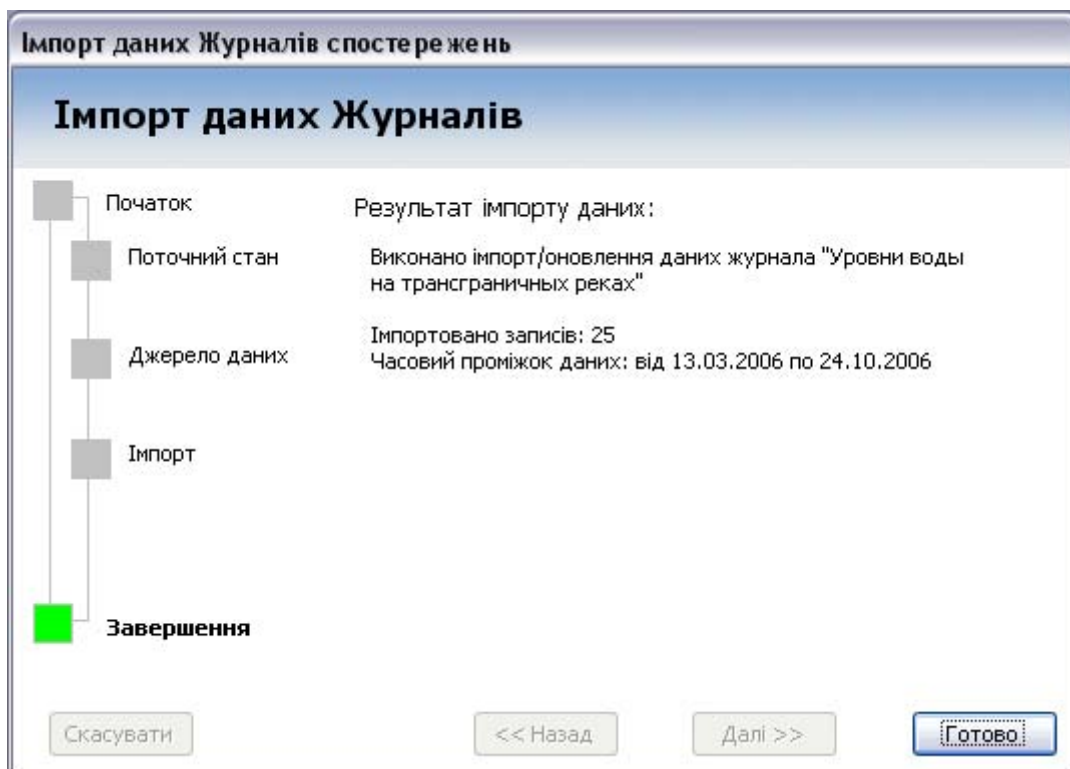 Імпорт даних Журналів спостережень
Імпорт даних Журналів
Початок
Поточний стан
Джерело даних
Імпорт
Завершення
Результат імпорту даних:
Виконано імпорт/оновлення даних журнала "Уровни воды
на трансграничных реках"
Імпортовано записів: 25
Часовий проміжок даних: від 13.03.2006 по 24.10.2006
Скасувати
<< Назад
Далі >>
Готово